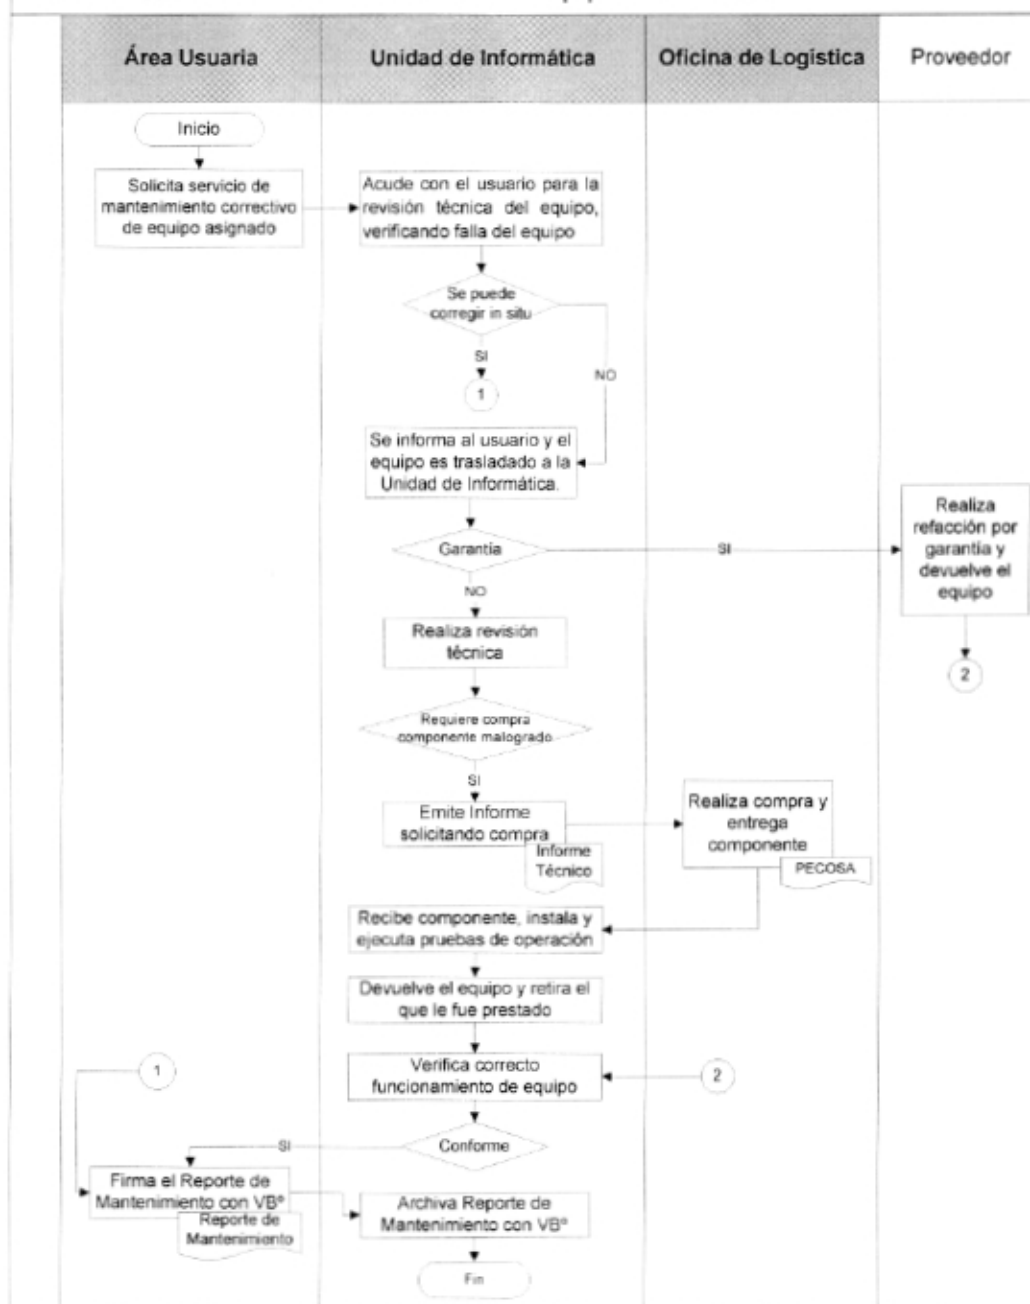 Área Usuaria
Unidad de Informática
Oficina de Logística
Proveedor
Inicio
Solicita servicio de
mantenimiento correctivo
de equipo asignado
Acude con el usuario para la
revisión técnica del equipo,
verificando falla del equipo
Se puede
corregir in situ
SI
NO
1
Se informa al usuario y el
equipo es trasladado a la
Unidad de Informática.
Garantía
SI
Realiza
refacción por
garantía y
devuelve el
equipo
NO
2
Realiza revisión
técnica
Requiere compra
componente malogrado
SI
Emite Informe
solicitando compra
Informe
Técnico
Realiza compra y
entrega
componente
PECOSA
Recibe componente, instala y
ejecuta pruebas de operación
Devuelve el equipo y retira el
que le fue prestado
1
Verifica correcto
funcionamiento de equipo
2
Conforme
SI
Firma el Reporte de
Mantenimiento con VBº
Reporte de
Mantenimiento
Archiva Reporte de
Mantenimiento con VBº
Fin